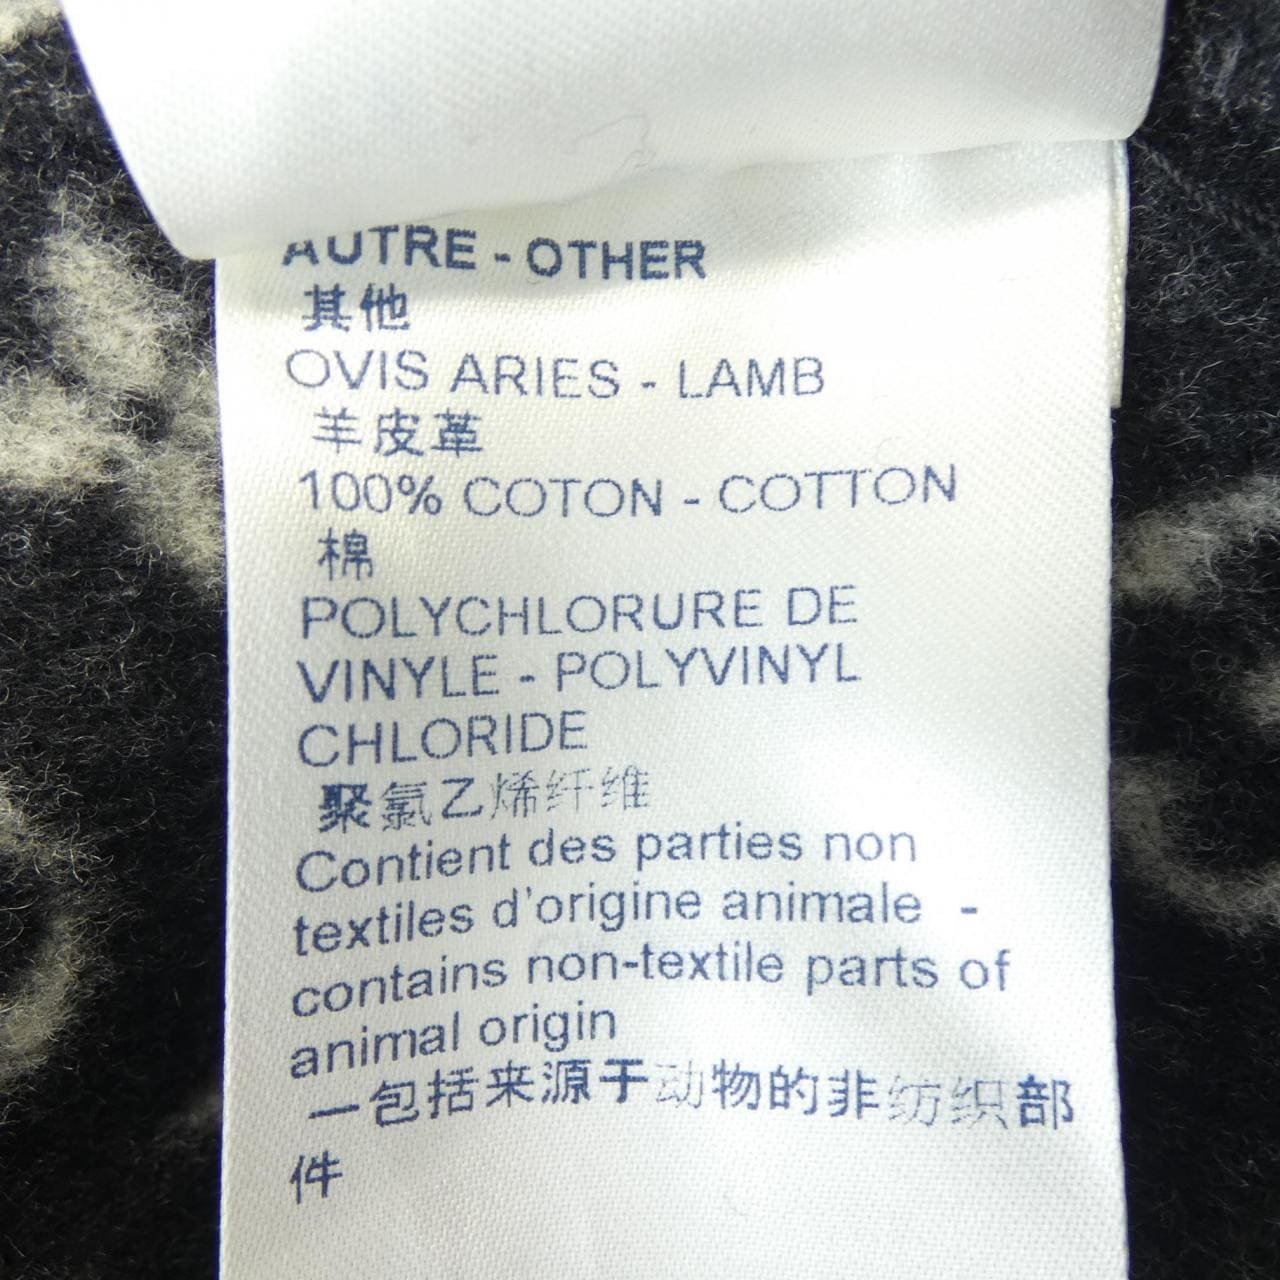 AUTRE - OTHER
其他
OVIS ARIES - LAMB
羊皮革
100% COTON - COTTON
棉
POLYCHLORURE DE
VINYLE - POLYVINYL
CHLORIDE
聚氯乙烯纤维
Contient des parties non
textiles d'origine animale -
contains non-textile parts of
animal origin
一包括来源于动物的非纺织部
件